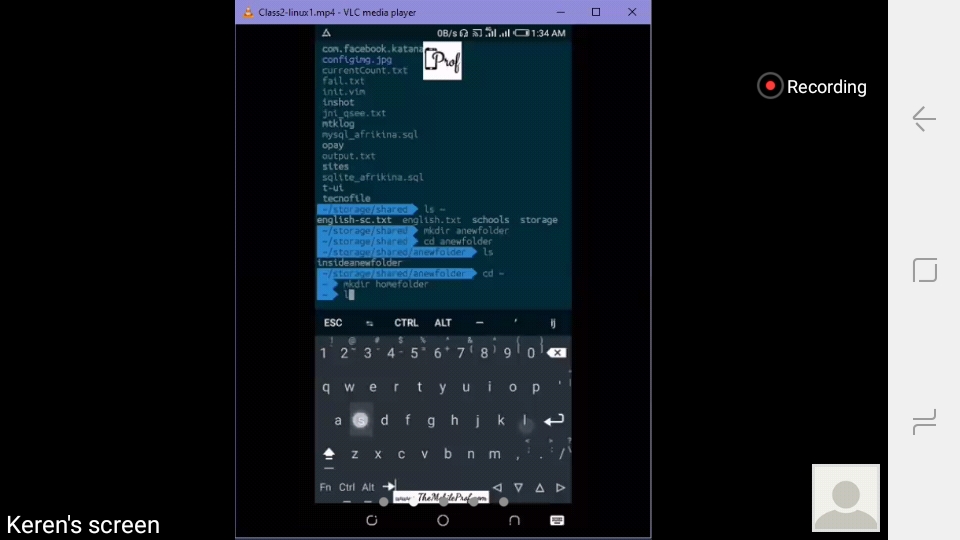 Class2-linux1.mp4 - VLC media player
0B/s 1:34 AM
com.facebook.katana
configimg.jpg
Prof
currentCount.txt
fail.txt
init.vim
inshot
jni_qsee.txt
mtklog
mysql_afrikina.sql
opay
output.txt
sites
sqlite_afrikina.sql
t-ui
tecnofile
~/storage/shared ls ~
english-sc.txt english.txt schools storage
~/storage/shared mkdir anewfolder
~/storage/shared cd anewfolder
~/storage/shared/anewfolder ls
insideanewfolder
~/storage/shared/anewfolder cd ~
~ mkdir homefolder
~ l
ESC CTRL ALT — ' ij
! @ # $ % ^ & * ( )
1 2 3 4 5 6 7 8 9 0
q w e r t y u i o p '
a s d f g h j k l
z x c v b n m , . /
Fn Ctrl Alt
www.TheMobileProf.com
Recording
Keren's screen